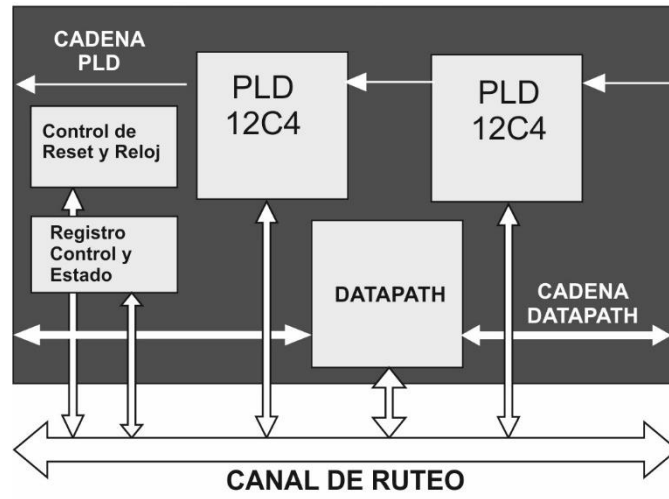 CADENA
PLD
PLD
12C4
PLD
12C4
Control de
Reset y Reloj
Registro
Control y
Estado
DATAPATH
CADENA
DATAPATH
CANAL DE RUTEO